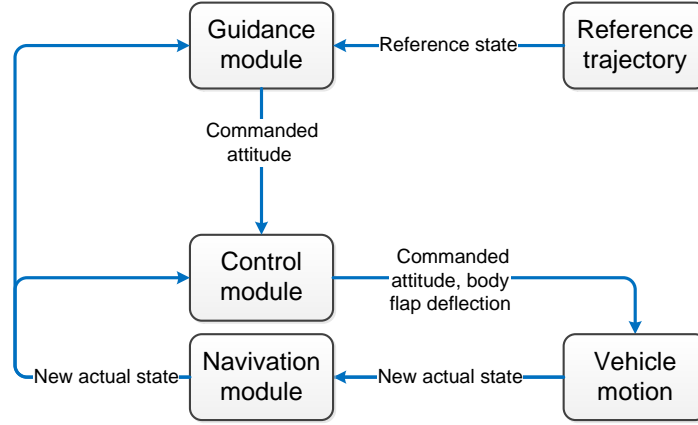 Guidance
module
Reference state
Reference
trajectory
Commanded
attitude
Control
module
Commanded
attitude, body
flap deflection
New actual state
Navivation
module
New actual state
Vehicle
motion